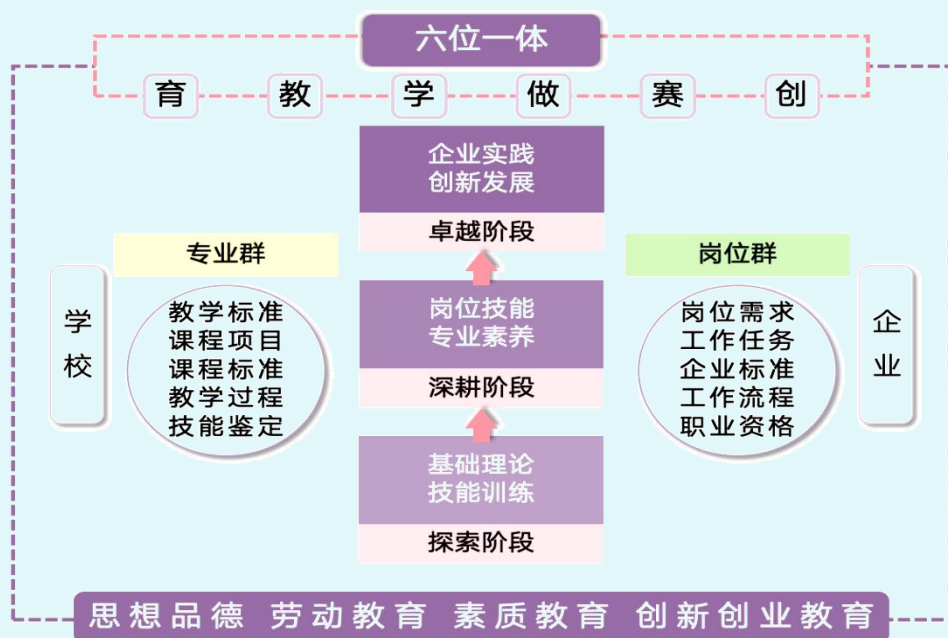 六位一体
育 教 学 做 赛 创
企业实践
创新发展
卓越阶段
专业群
岗位群
学校
教学标准
课程项目
课程标准
教学过程
技能鉴定
岗位技能
专业素养
深耕阶段
岗位需求
工作任务
企业标准
工作流程
职业资格
企业
基础理论
技能训练
探索阶段
思想品德 劳动教育 素质教育 创新创业教育